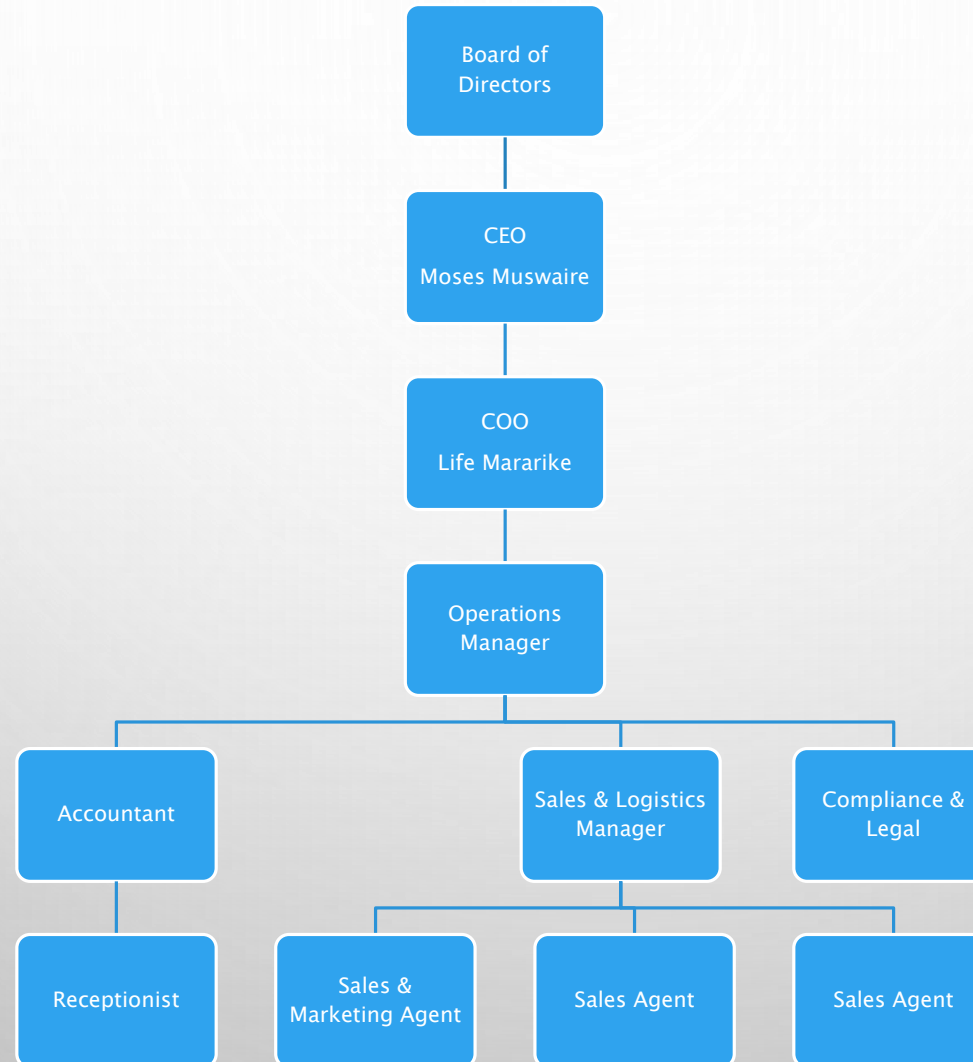 Board of
Directors
CEO
Moses Muswaire
COO
Life Mararike
Operations
Manager
Accountant
Sales & Logistics
Manager
Compliance &
Legal
Receptionist
Sales &
Marketing Agent
Sales Agent
Sales Agent